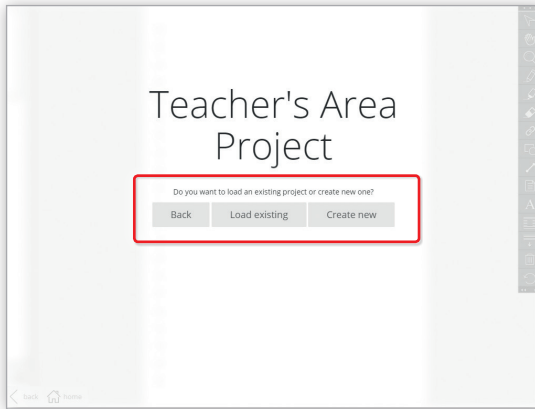 Teacher's Area
Project
Do you want to load an existing project or create new one?
Back Load existing Create new
A
back home